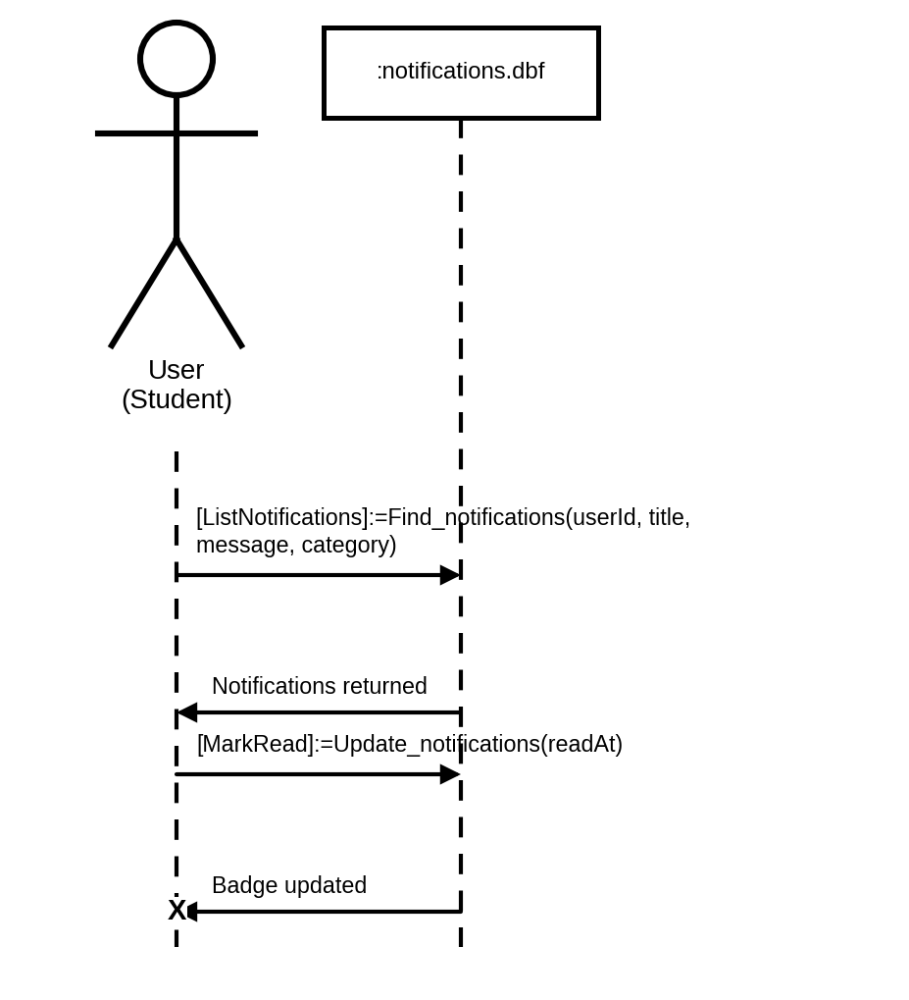 :notifications.dbf
User
(Student)
[ListNotifications]:=Find_notifications(userId, title,
message, category)
Notifications returned
[MarkRead]:=Update_notifications(readAt)
Badge updated
X